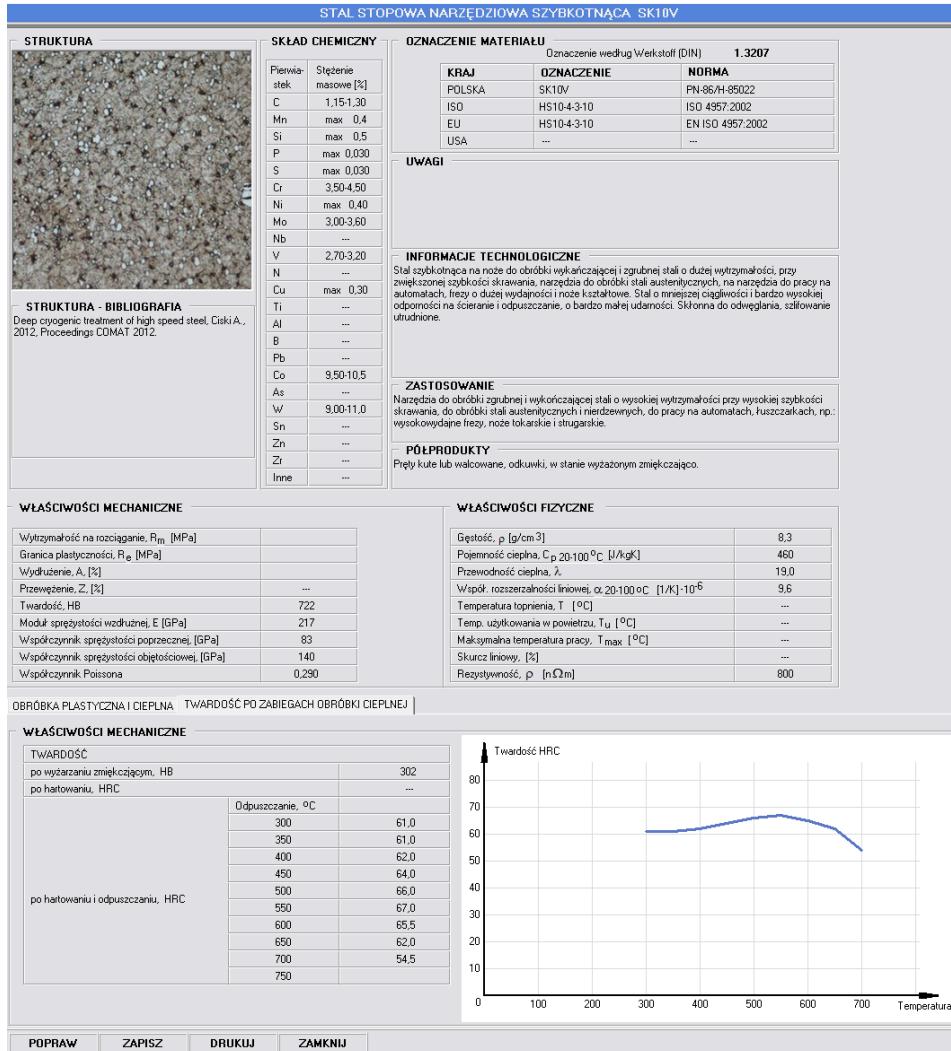 STAL STOPOWA NARZĘDZIOWA SZYBKOTNĄCA SK10V
STRUKTURA
STRUKTURA - BIBLIOGRAFIA
Deep cryogenic treatment of high speed steel, Ciski A.,
2012, Proceedings COMAT 2012.
SKŁAD CHEMICZNY
Pierwia-
stek
Stężenie
masowe [%]
C 1,15-1,30
Mn max 0,4
Si max 0,5
P max 0,030
S max 0,030
Cr 3,50-4,50
Ni max 0,40
Mo 3,00-3,60
Nb ---
V 2,70-3,20
N ---
Cu max 0,30
Ti ---
Al ---
B ---
Pb ---
Co 9,50-10,5
As ---
W 9,00-11,0
Sn ---
Zn ---
Zr ---
Inne ---
OZNACZENIE MATERIAŁU
Oznaczenie według Werkstoff (DIN) 1.3207
KRAJ OZNACZENIE NORMA
POLSKA SK10V PN-86/H-85022
ISO HS10-4-3-10 ISO 4957:2002
EU HS10-4-3-10 EN ISO 4957:2002
USA --- ---
UWAGI
INFORMACJE TECHNOLOGICZNE
Stal szybkotnąca na noże do obróbki wykańczającej i zgrubnej stali o dużej wytrzymałości, przy
zwiększonej szybkości skrawania, narzędzia do obróbki stali austenitycznych, na narzędzia do pracy na
automatach, frezy o dużej wydajności i noże kształtowe. Stal o mniejszej ciągliwości i bardzo wysokiej
odporności na ścieranie i odpuszczanie, o bardzo małej udarności. Skłonna do odwęglania, szlifowanie
utrudnione.
ZASTOSOWANIE
Narzędzia do obróbki zgrubnej i wykończającej stali o wysokiej wytrzymałości przy wysokiej szybkości
skrawania, do obróbki stali austenitycznych i nierdzewnych, do pracy na automatach, łuszczarkach, np.:
wysokowydajne frezy, noże tokarskie i strugarskie.
PÓŁPRODUKTY
Pręty kute lub walcowane, odkuwki, w stanie wyżażonym zmiękczająco.
WŁAŚCIWOŚCI MECHANICZNE
Wytrzymałość na rozciąganie, Rm [MPa]
Granica plastyczności, Re [MPa]
Wydłużenie, A, [%]
Przewężenie, Z, [%] ---
Twardość, HB 722
Moduł sprężystości wzdłużnej, E [GPa] 217
Współczynnik sprężystości poprzecznej, [GPa] 83
Współczynnik sprężystości objętościowej, [GPa] 140
Współczynnik Poissona 0,290
WŁAŚCIWOŚCI FIZYCZNE
Gęstość, ρ [g/cm3] 8,3
Pojemność cieplna, Cp 20-100 ºC [J/kgK] 460
Przewodność cieplna, λ 19,0
Współ. rozszerzalności liniowej, α 20-100 ºC [1/K]·10-6 9,6
Temperatura topnienia, T [ºC] ---
Temp. użytkowania w powietrzu, Tu [ºC] ---
Maksymalna temperatura pracy, Tmax [ºC] ---
Skurcz liniowy, [%] ---
Rezystywność, ρ [nΩm] 800
OBRÓBKA PLASTYCZNA I CIEPLNA TWARDOŚĆ PO ZABIEGACH OBRÓBKI CIEPLNEJ
WŁAŚCIWOŚCI MECHANICZNE
TWARDOŚĆ
po wyżarzaniu zmiękczjącym, HB 302
po hartowaniu, HRC ---
po hartowaniu i odpuszczaniu, HRC
Odpuszczanie, ºC
300 61,0
350 61,0
400 62,0
450 64,0
500 66,0
550 67,0
600 65,5
650 62,0
700 54,5
750
Twardość HRC
80
70
60
50
40
30
20
10
0 100 200 300 400 500 600 700 Temperatura
POPRAW ZAPISZ DRUKUJ ZAMKNIJ